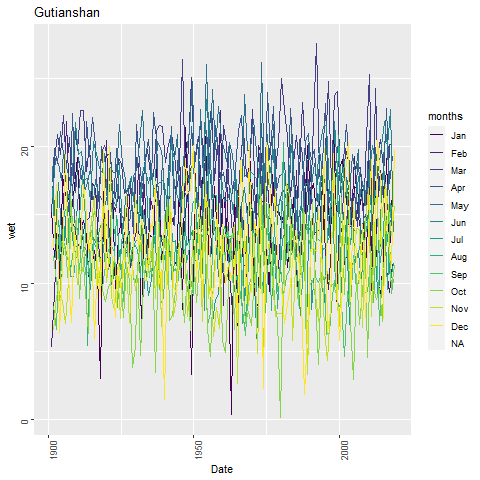 Gutianshan
wet
20
10
0
1900
1950
2000
Date
months
Jan
Feb
Mar
Apr
May
Jun
Jul
Aug
Sep
Oct
Nov
Dec
NA